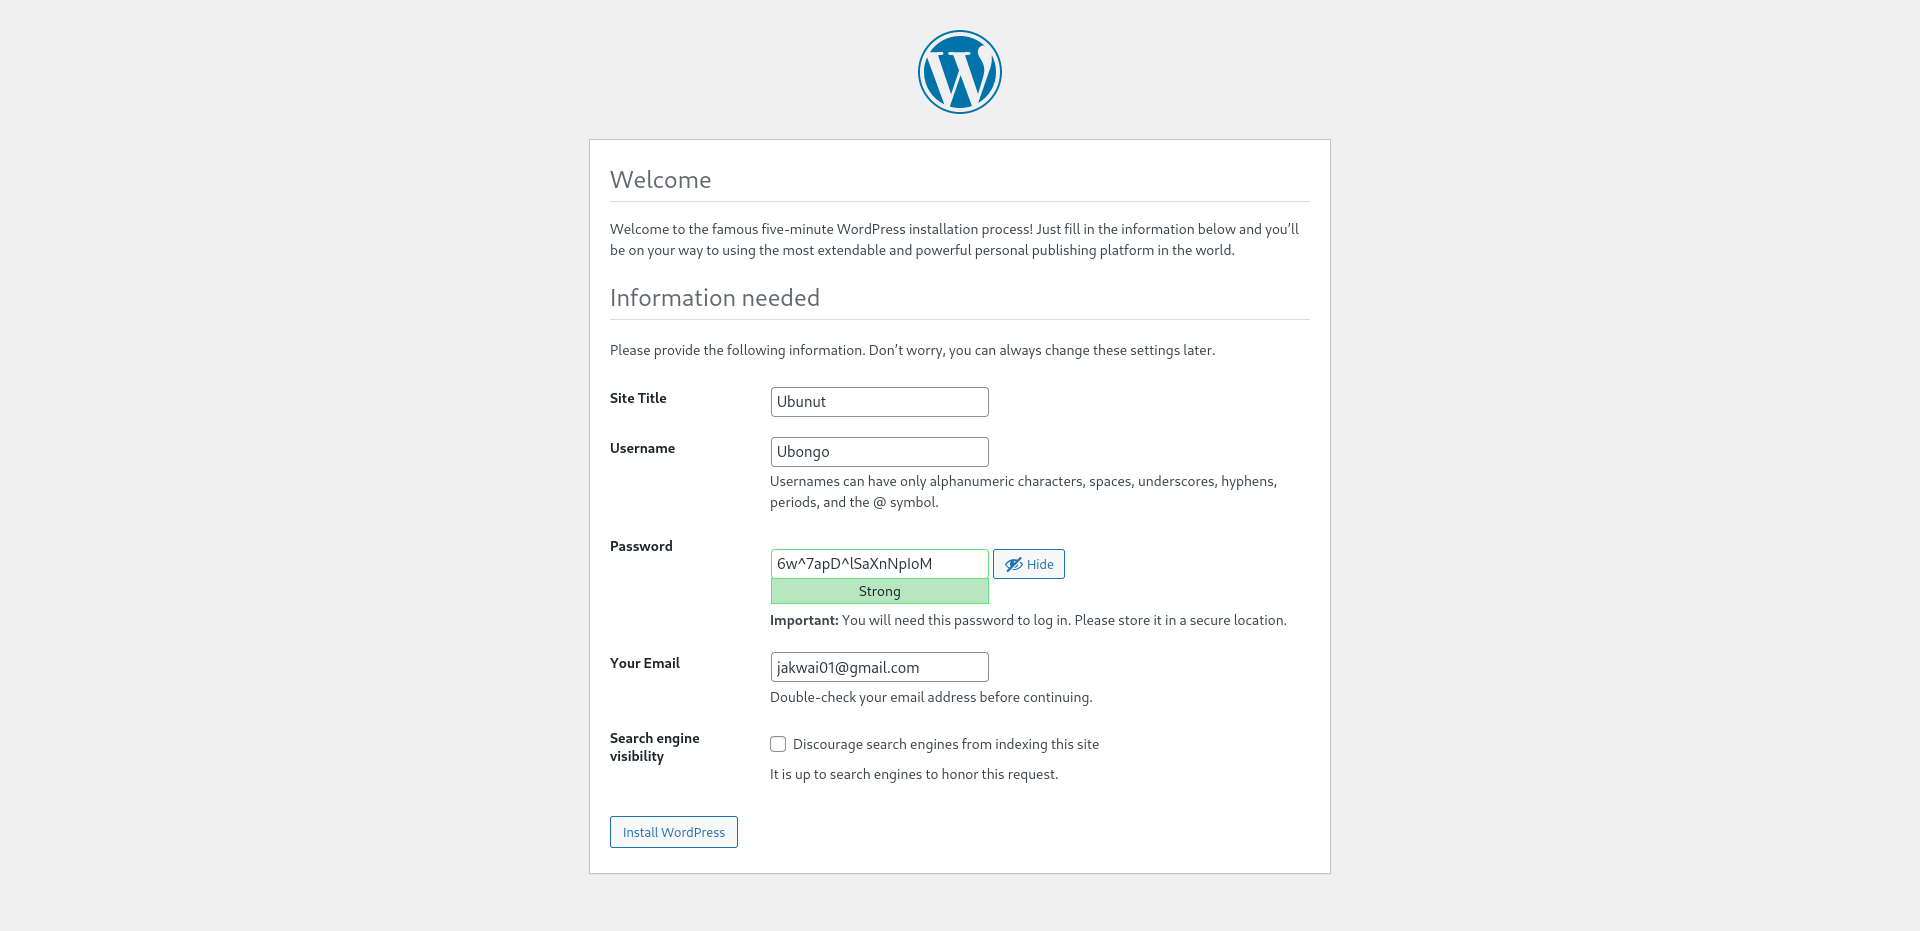 Welcome
Welcome to the famous five-minute WordPress installation process! Just fill in the information below and you’ll
be on your way to using the most extendable and powerful personal publishing platform in the world.
Information needed
Please provide the following information. Don’t worry, you can always change these settings later.
Site Title
Ubunut
Username
Ubongo
Usernames can have only alphanumeric characters, spaces, underscores, hyphens,
periods, and the @ symbol.
Password
6w^7apD^lSaXnNpIoM
Hide
Strong
Important: You will need this password to log in. Please store it in a secure location.
Your Email
jakwai01@gmail.com
Double-check your email address before continuing.
Search engine
visibility
Discourage search engines from indexing this site
It is up to search engines to honor this request.
Install WordPress